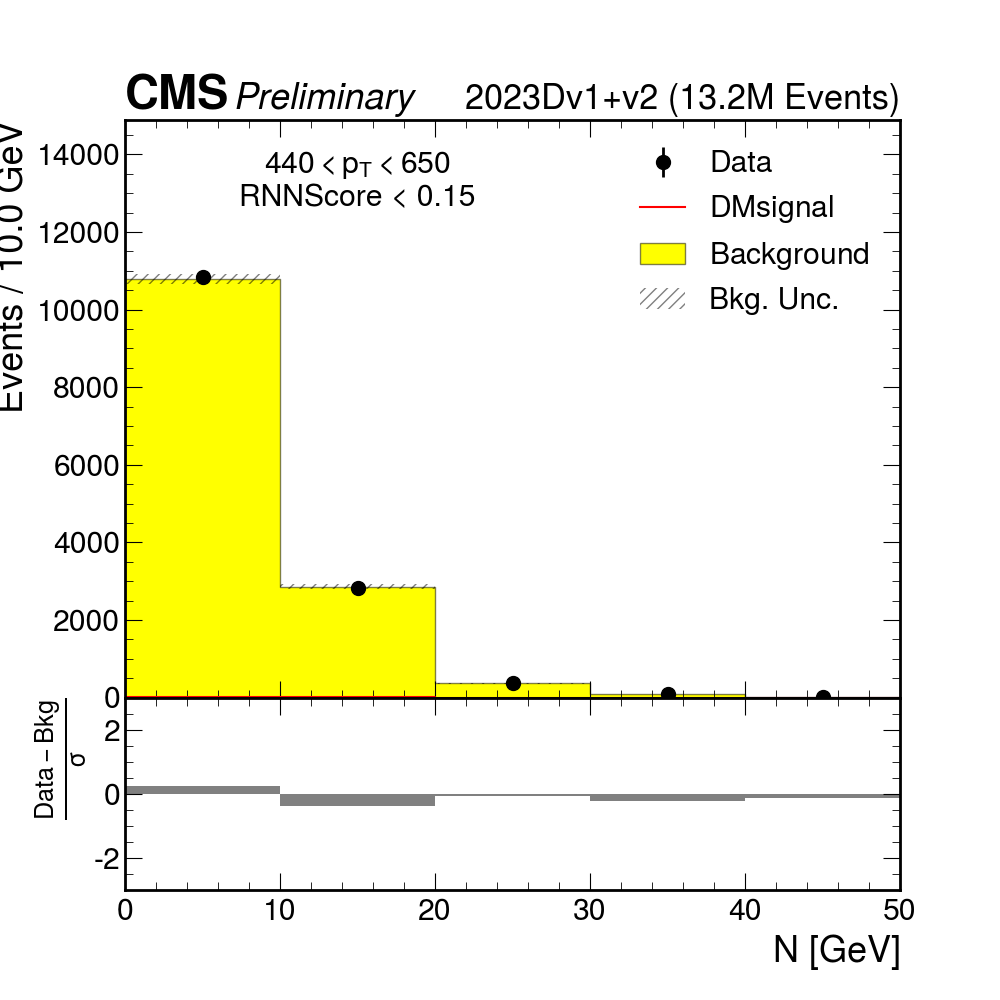 CMS Preliminary 2023Dv1+v2 (13.2M Events)
Events / 10.0 GeV
14000
12000
10000
8000
6000
4000
2000
0
440 < pT < 650
RNNScore < 0.15
Data
DMsignal
Background
Bkg. Unc.
Data − Bkg
σ
2
0
-2
0 10 20 30 40 50
N [GeV]